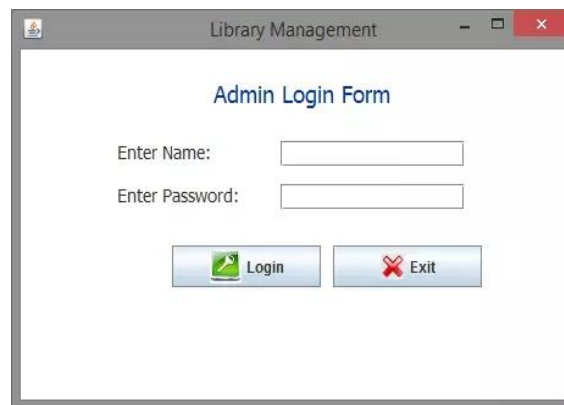 Library Management
Admin Login Form
Enter Name:
Enter Password:
Login Exit